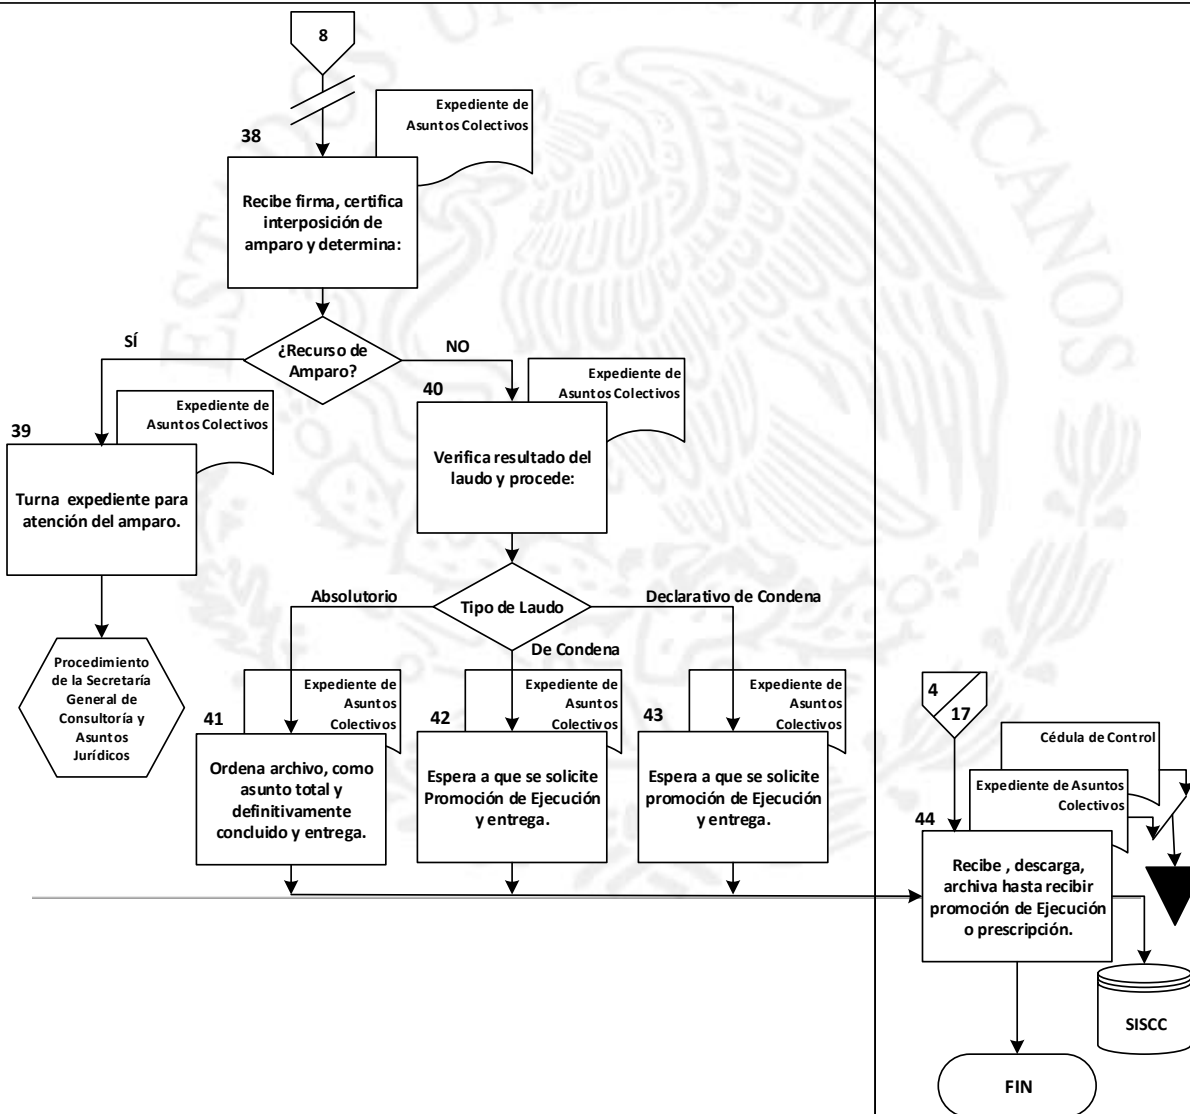 ESTADOS UNIDOS MEXICANOS
8
Expediente de
Asuntos Colectivos
38
Recibe firma, certifica
interposición de
amparo y determina:
¿Recurso de
Amparo?
SÍ
NO
Expediente de
Asuntos Colectivos
40
Verifica resultado del
laudo y procede:
Expediente de
Asuntos Colectivos
39
Turna expediente para
atención del amparo.
Procedimiento
de la Secretaría
General de
Consultoría y
Asuntos
Jurídicos
Tipo de Laudo
Absolutorio
De Condena
Declarativo de Condena
Expediente de
Asuntos
Colectivos
41
Ordena archivo, como
asunto total y
definitivamente
concluido y entrega.
Expediente de
Asuntos
Colectivos
42
Espera a que se solicite
Promoción de Ejecución
y entrega.
Expediente de
Asuntos
Colectivos
43
Espera a que se solicite
promoción de Ejecución
y entrega.
4
17
Cédula de Control
Expediente de Asuntos
Colectivos
44
Recibe , descarga,
archiva hasta recibir
promoción de Ejecución
o prescripción.
SISCC
FIN